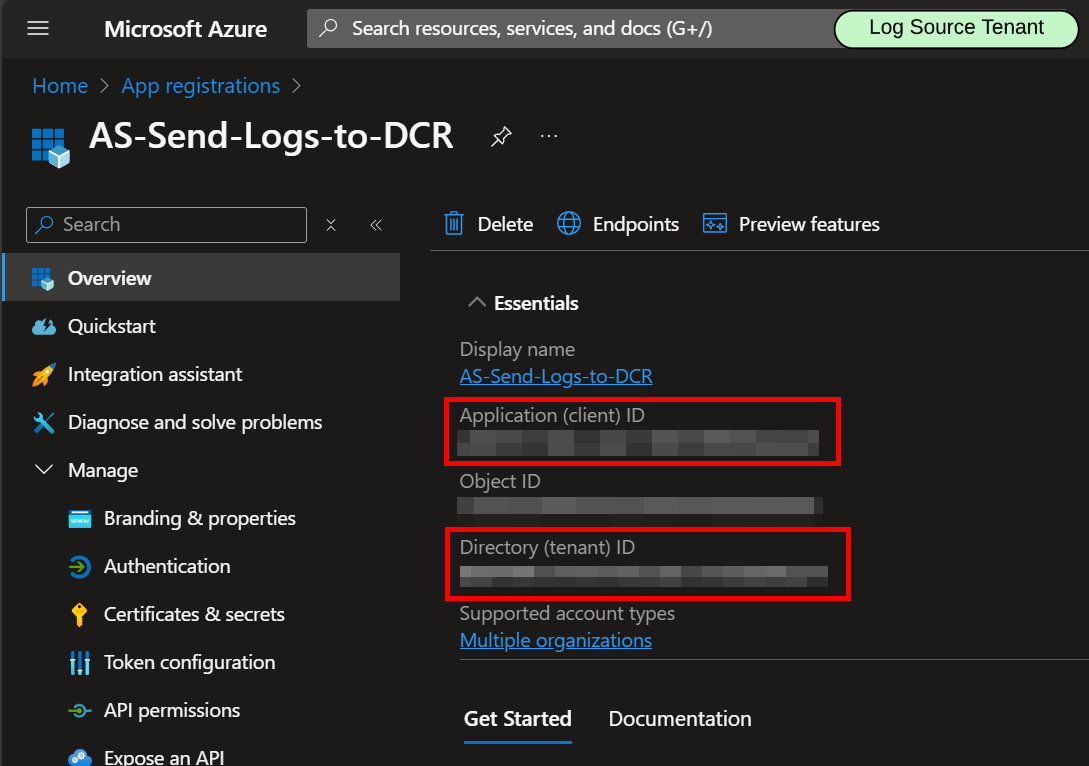 Microsoft Azure
Search resources, services, and docs (G+/)
Log Source Tenant
Home > App registrations >
AS-Send-Logs-to-DCR
Search
Overview
Quickstart
Integration assistant
Diagnose and solve problems
Manage
Branding & properties
Authentication
Certificates & secrets
Token configuration
API permissions
Expose an API
Delete
Endpoints
Preview features
Essentials
Display name
AS-Send-Logs-to-DCR
Application (client) ID
Object ID
Directory (tenant) ID
Supported account types
Multiple organizations
Get Started
Documentation